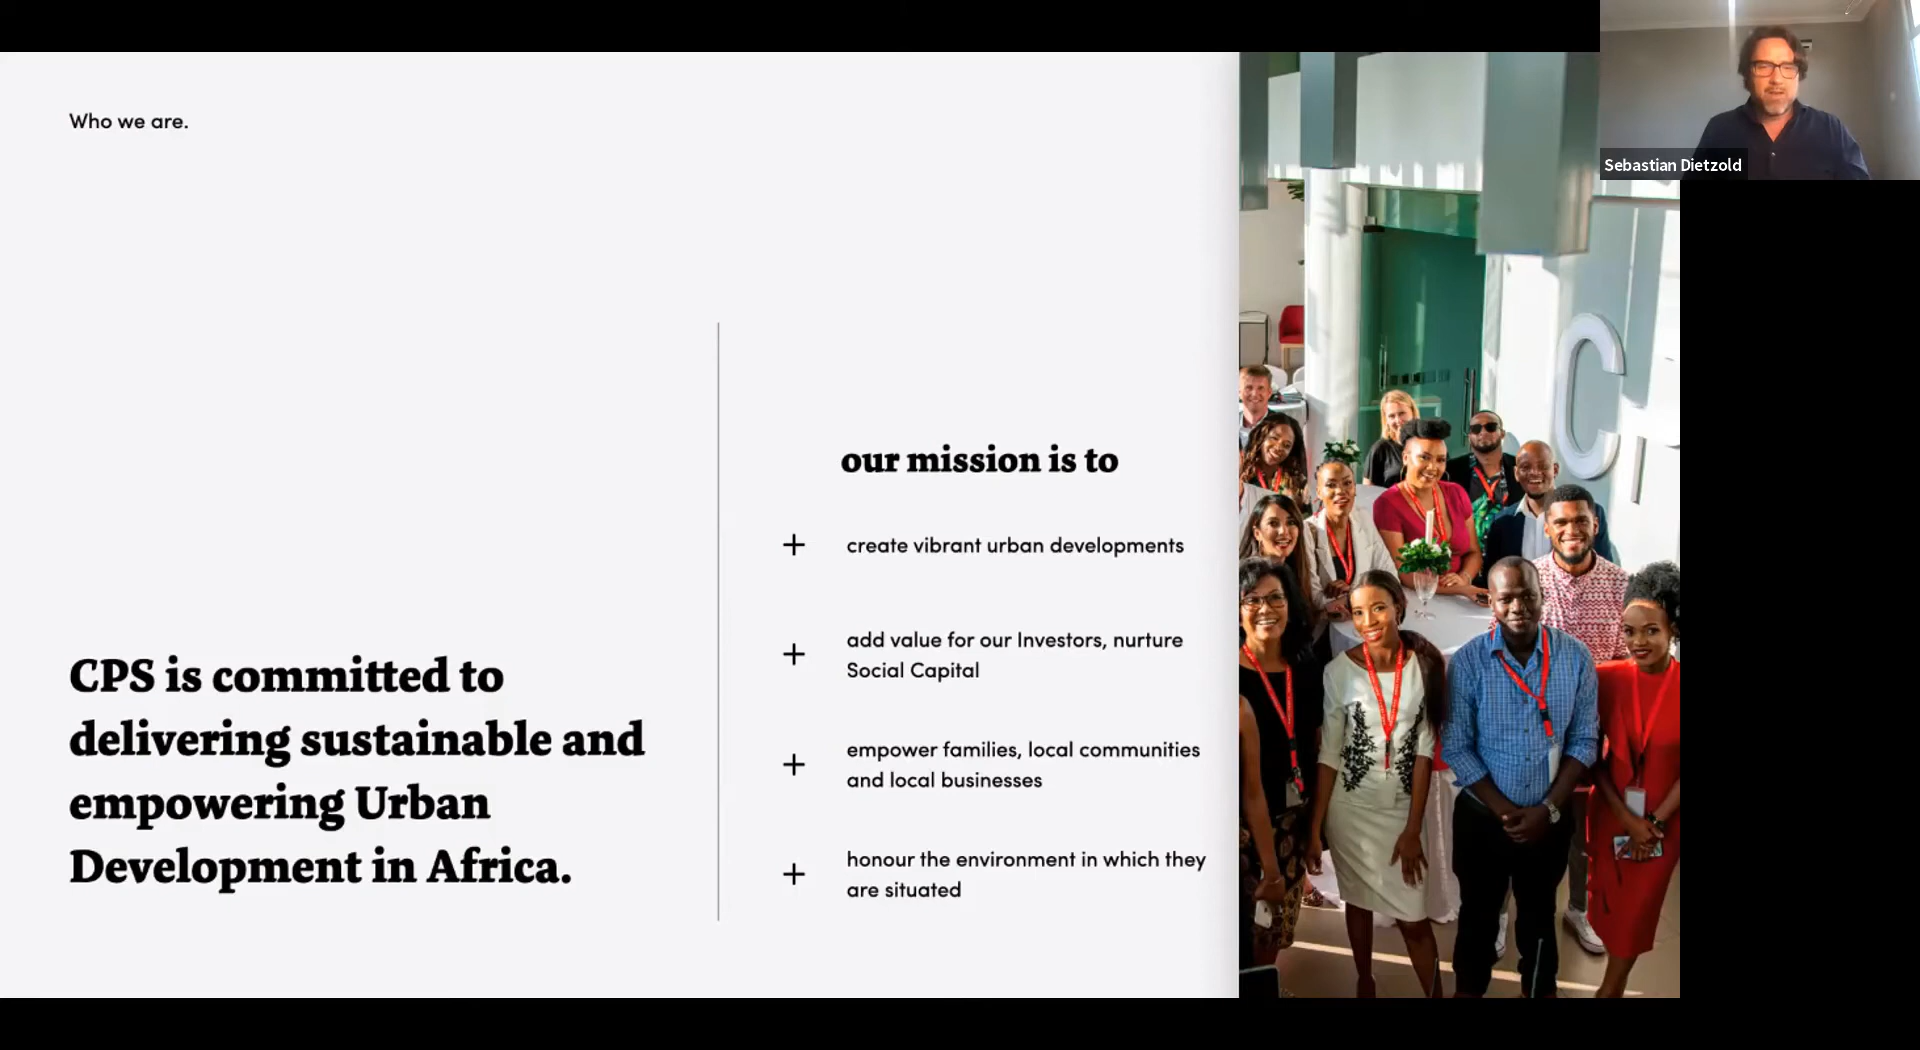 Who we are.
CPS is committed to
delivering sustainable and
empowering Urban
Development in Africa.
our mission is to
+ create vibrant urban developments
+ add value for our Investors, nurture
Social Capital
+ empower families, local communities
and local businesses
+ honour the environment in which they
are situated
C
Sebastian Dietzold